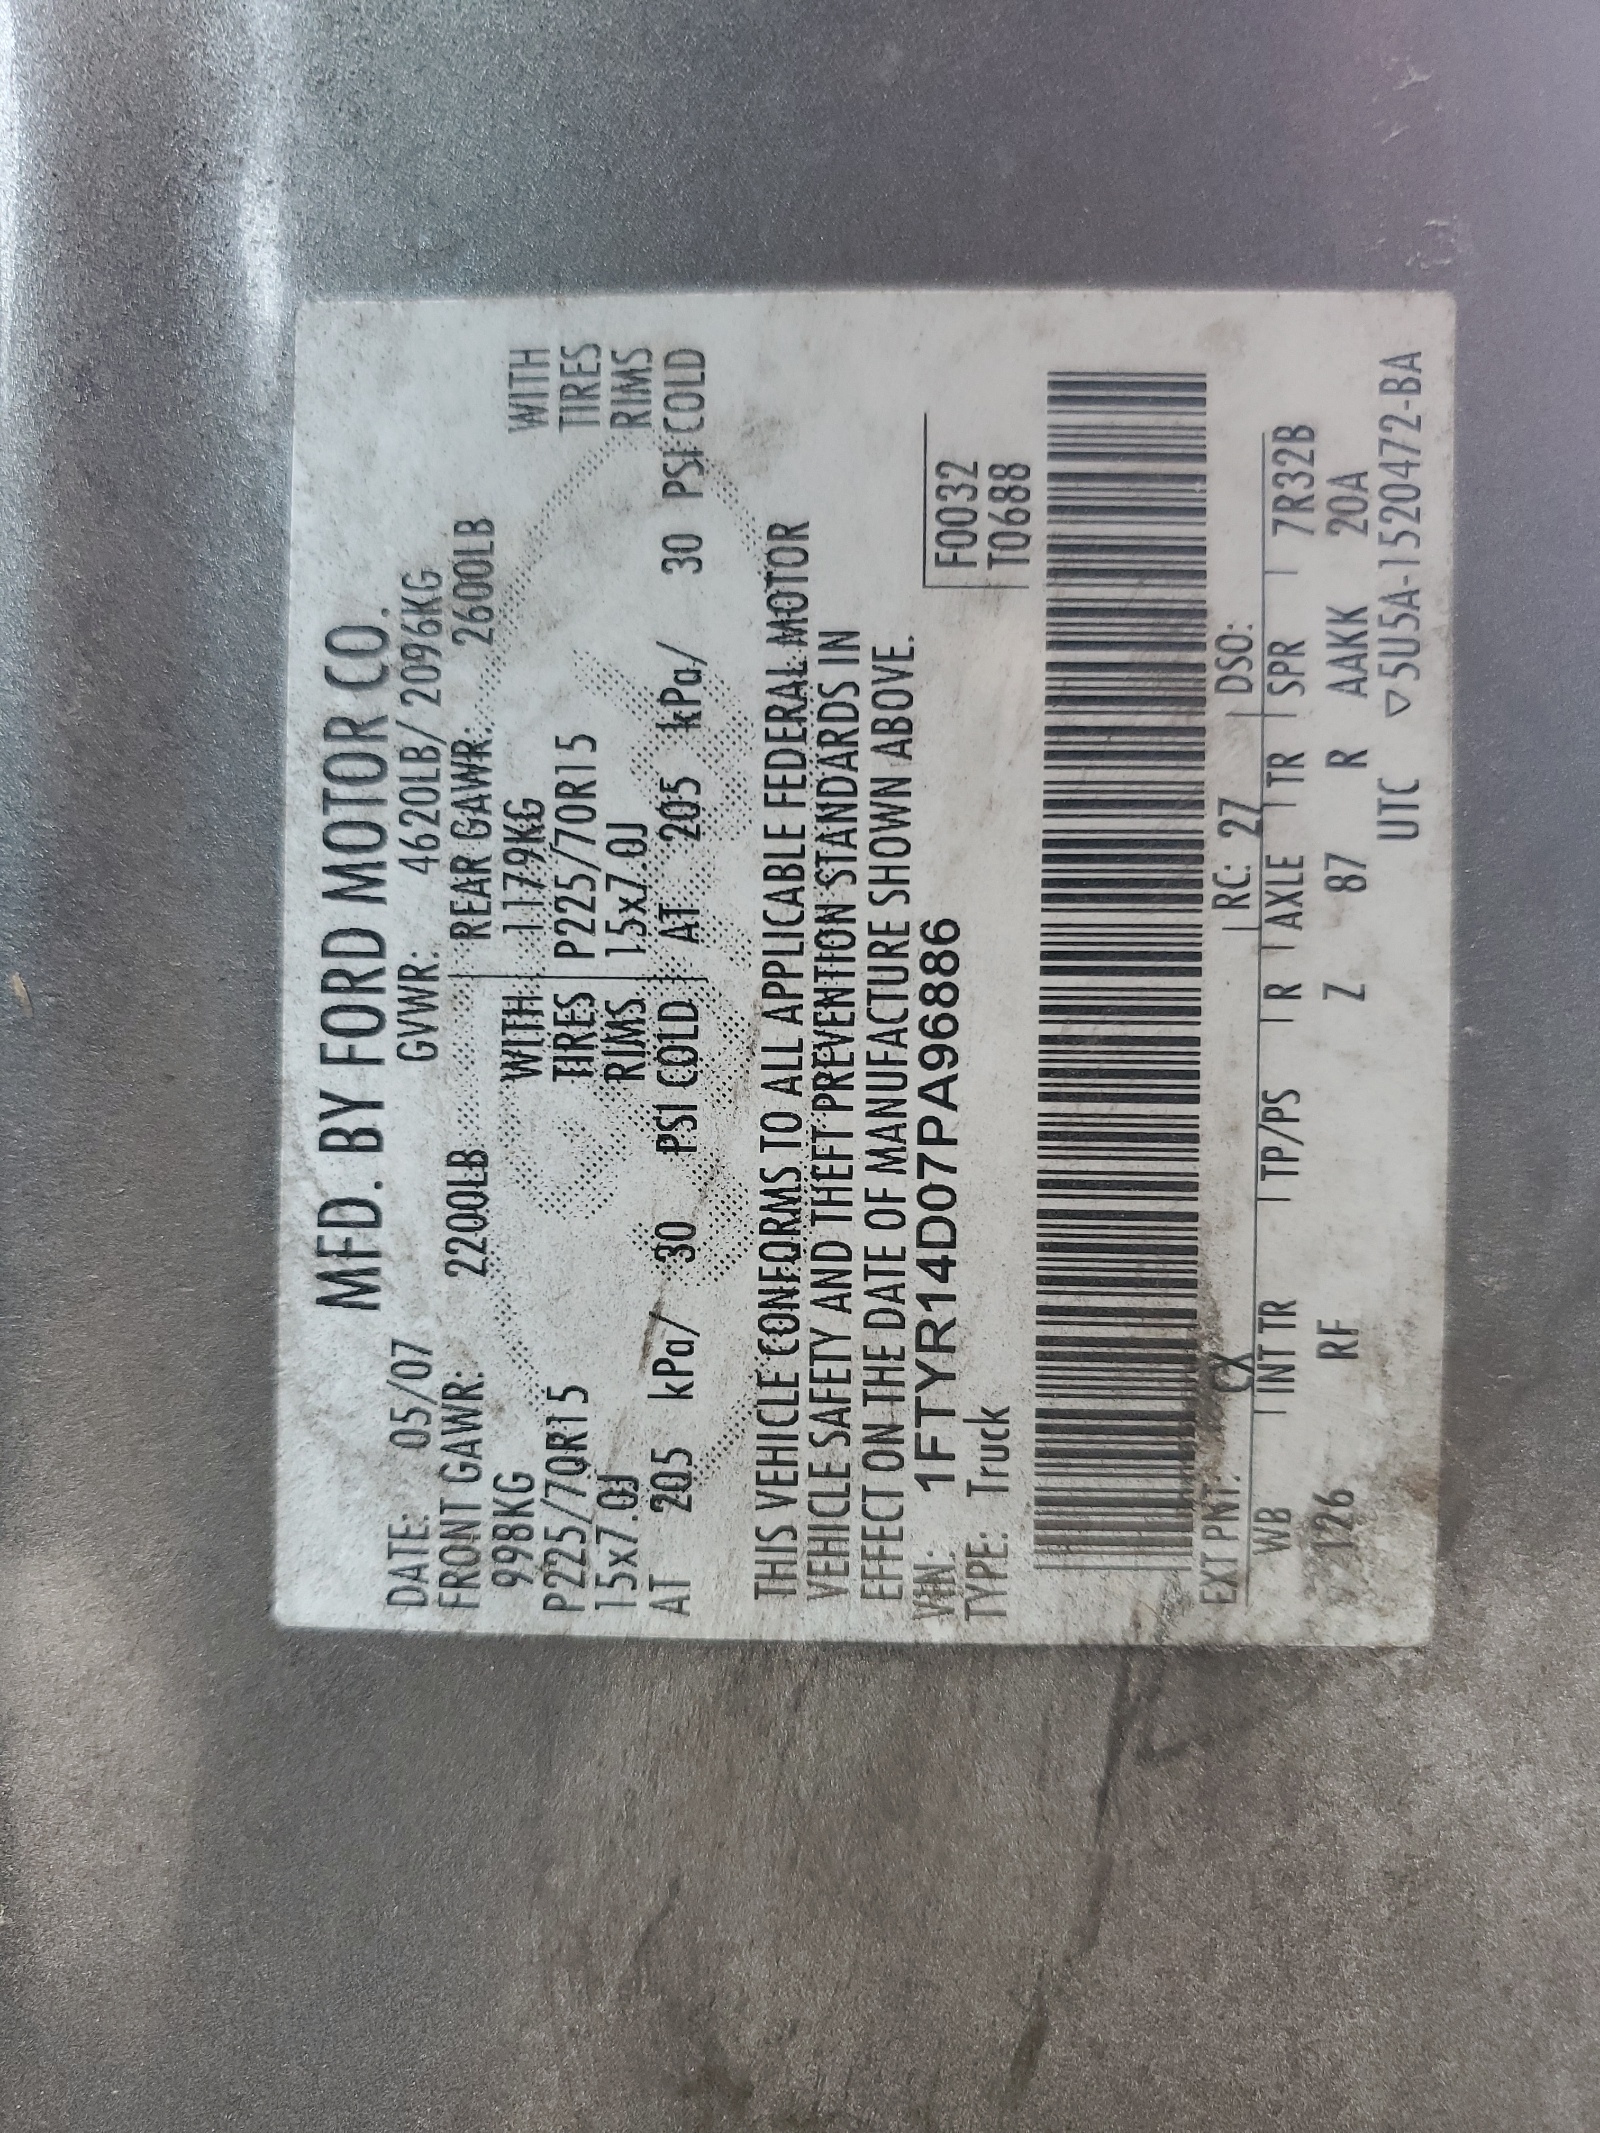 MFD. BY FORD MOTOR CO.
DATE: 05/07 GVWR: 4620LB/ 2096KG
FRONT GAWR: 2200LB REAR GAWR: 2600LB
998KG WITH 1179KG WITH
P225/70R15 TIRES P225/70R15 TIRES
15x7.0J RIMS 15x7.0J RIMS
AT 205 kPa/ 30 PSI COLD AT 205 kPa/ 30 PSI COLD
THIS VEHICLE CONFORMS TO ALL APPLICABLE FEDERAL MOTOR
VEHICLE SAFETY AND THEFT PREVENTION STANDARDS IN
EFFECT ON THE DATE OF MANUFACTURE SHOWN ABOVE.
VIN: 1FTYR14D07PA96886 F0032
TYPE: Truck T0688
EXT PNT: CX RC: 27 DSO:
WB INT TR TP/PS R AXLE TR SPR 7R32B
126 RF Z 87 R AAKK 20A
UTC ▽5U5A-1520472-BA